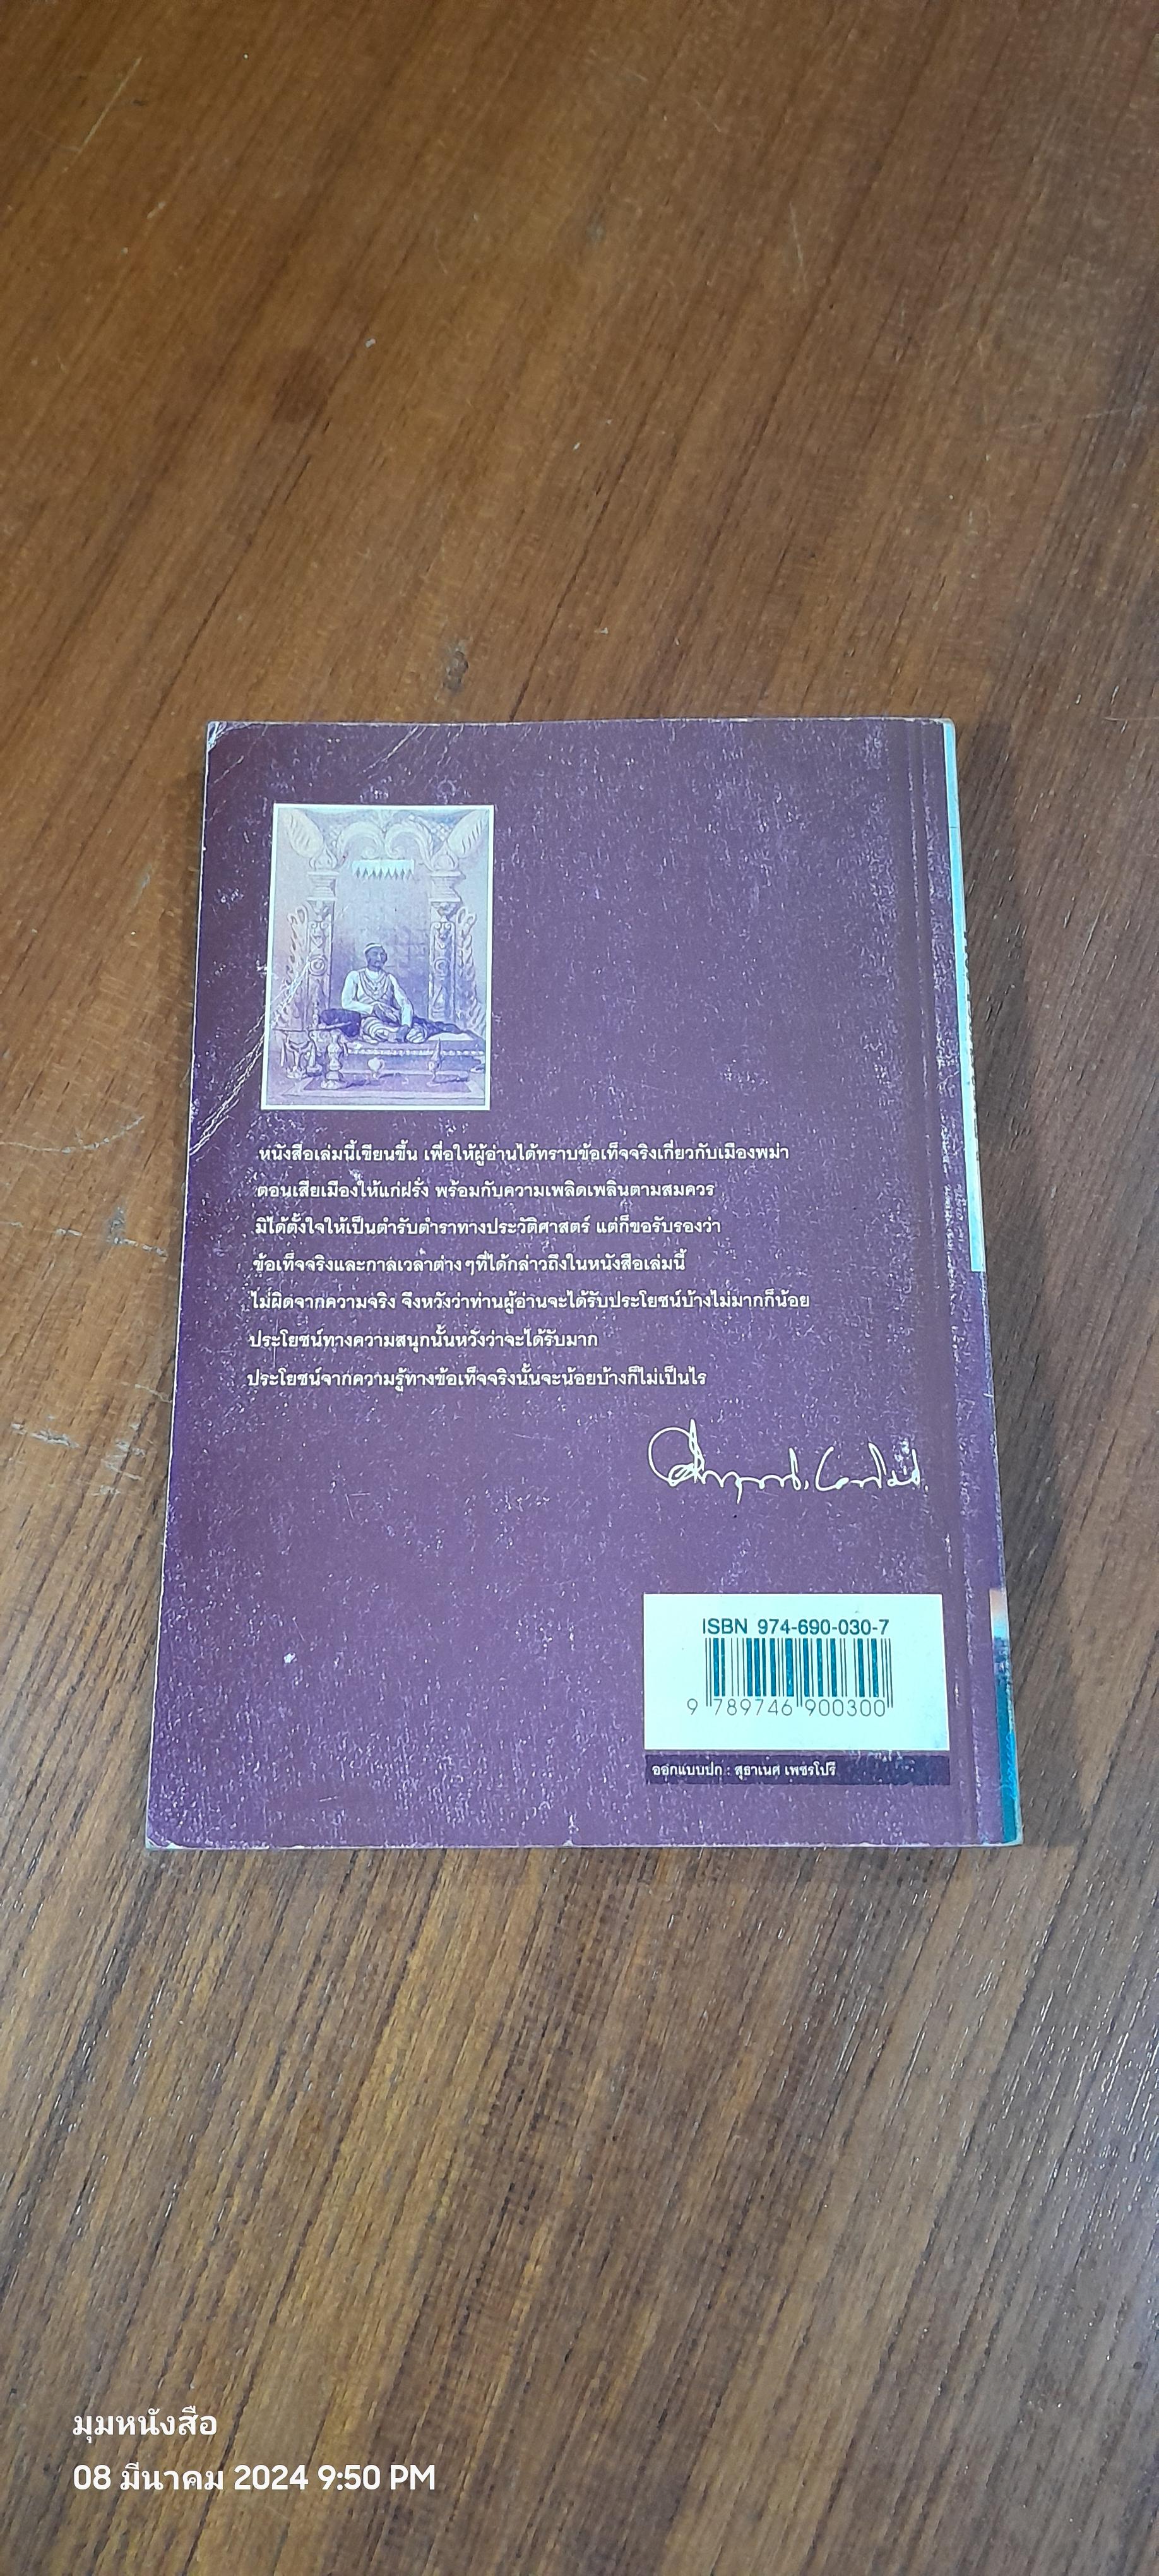 หนังสือเล่มนี้เขียนขึ้น เพื่อให้ผู้อ่านได้ทราบข้อเท็จจริงเกี่ยวกับเมืองพม่า
ตอนเสียเมืองให้แก่ฝรั่ง พร้อมกับความเพลิดเพลินตามสมควร
มิได้ตั้งใจให้เป็นตำรับตำราทางประวัติศาสตร์ แต่ก็ขอรับรองว่า
ข้อเท็จจริงและกาลเวลาต่างๆที่ได้กล่าวถึงในหนังสือเล่มนี้
ไม่ผิดจากความจริง จึงหวังว่าท่านผู้อ่านจะได้รับประโยชน์บ้างไม่มากก็น้อย
ประโยชน์ทางความสนุกนั้นหวังว่าจะได้รับมาก
ประโยชน์จากความรู้ทางข้อเท็จจริงนั้นจะน้อยบ้างก็ไม่เป็นไร
ISBN 974-690-030-7
9 789746 900300
ออกแบบปก : สุธาเนศ เพชรโปรี
มุมหนังสือ
08 มีนาคม 2024 9:50 PM